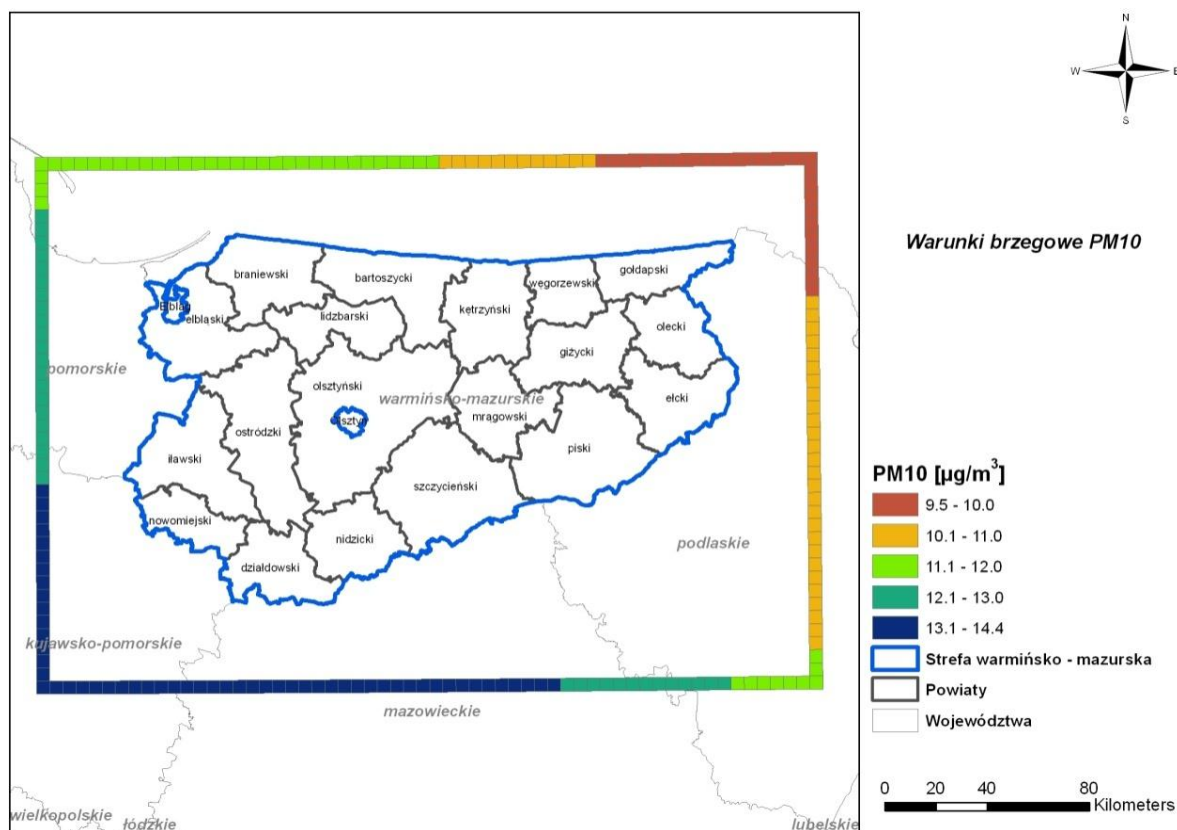 N
W
E
S
Warunki brzegowe PM10
braniewski
bartoszycki
gołdapski
węgorzewski
Elbląg
elbląski
lidzbarski
kętrzyński
olecki
giżycki
pomorskie
olsztyński
warmińsko-mazurskie
ełcki
mrągowski
Olsztyn
ostródzki
piski
iławski
szczycieński
nowomiejski
nidzicki
podlaskie
działdowski
kujawsko-pomorskie
mazowieckie
wielkopolskie
łódzkie
lubelskie
PM10 [µg/m³]
9.5 - 10.0
10.1 - 11.0
11.1 - 12.0
12.1 - 13.0
13.1 - 14.4
Strefa warmińsko - mazurska
Powiaty
Województwa
0 20 40 80
Kilometers